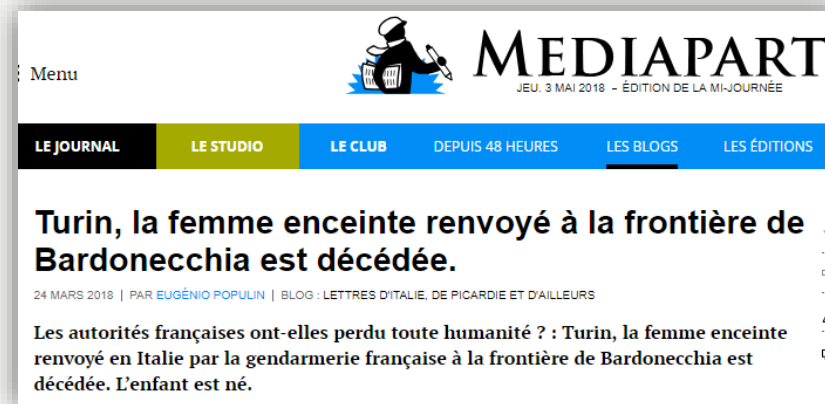 Menu
MEDIAPART
JEU. 3 MAI 2018 – ÉDITION DE LA MI-JOURNÉE
LE JOURNAL LE STUDIO LE CLUB DEPUIS 48 HEURES LES BLOGS LES ÉDITIONS
Turin, la femme enceinte renvoyé à la frontière de
Bardonecchia est décédée.
24 MARS 2018 | PAR EUGÉNIO POPULIN | BLOG : LETTRES D'ITALIE, DE PICARDIE ET D'AILLEURS
Les autorités françaises ont-elles perdu toute humanité ? : Turin, la femme enceinte
renvoyé en Italie par la gendarmerie française à la frontière de Bardonecchia est
décédée. L’enfant est né.